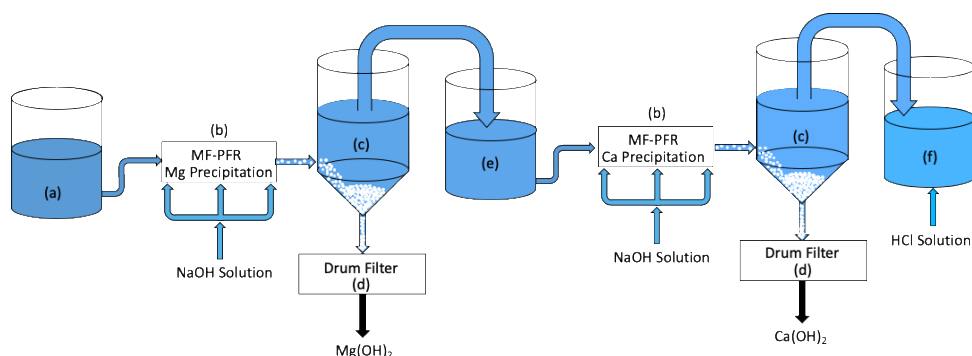 (a)
(b)
MF-PFR
Mg Precipitation
NaOH Solution
(c)
Drum Filter
(d)
Mg(OH)₂
(e)
(b)
MF-PFR
Ca Precipitation
NaOH Solution
(c)
Drum Filter
(d)
Ca(OH)₂
(f)
HCl Solution